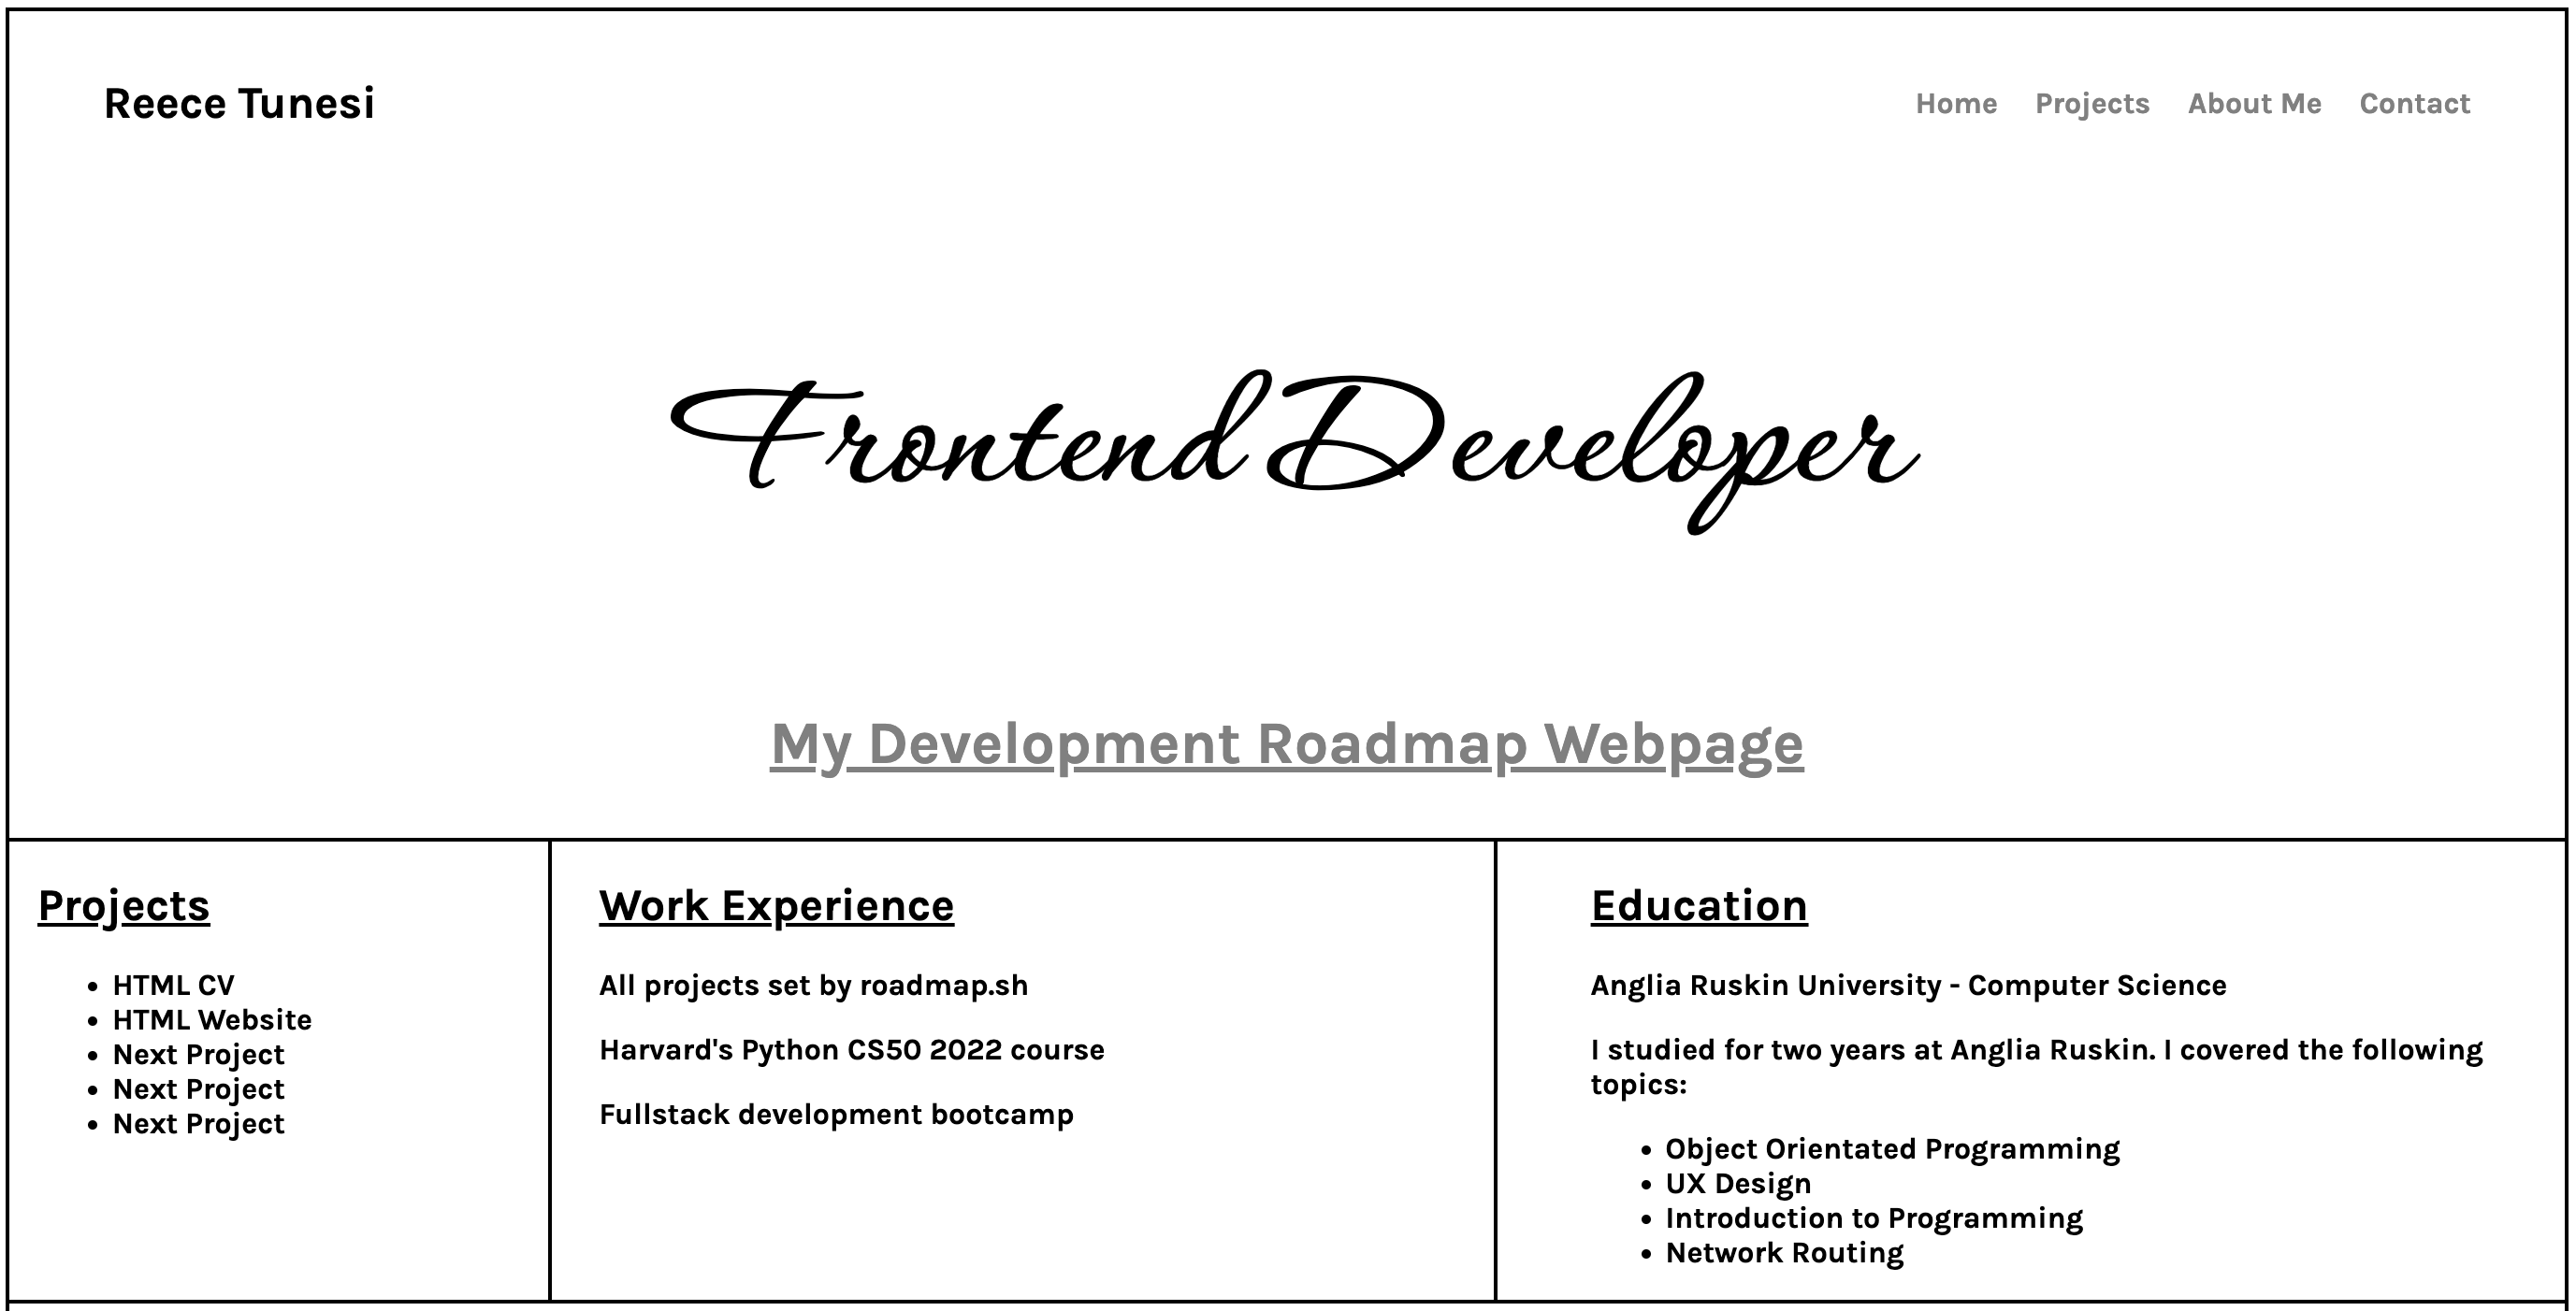 Reece Tunesi
Home Projects About Me Contact
Frontend Developer
My Development Roadmap Webpage
Projects
HTML CV
HTML Website
Next Project
Next Project
Next Project
Work Experience
All projects set by roadmap.sh
Harvard's Python CS50 2022 course
Fullstack development bootcamp
Education
Anglia Ruskin University - Computer Science
I studied for two years at Anglia Ruskin. I covered the following
topics:
Object Orientated Programming
UX Design
Introduction to Programming
Network Routing